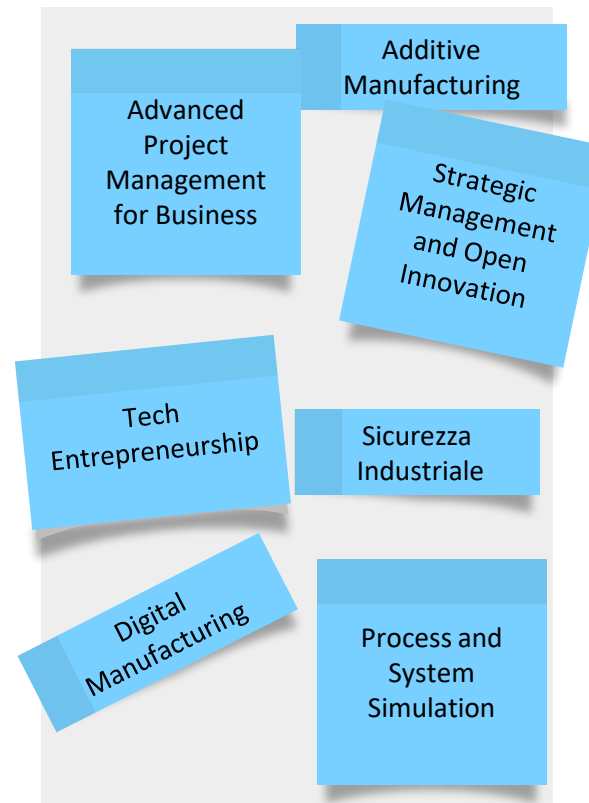 Additive
Manufacturing
Advanced
Project
Management
for Business
Strategic
Management
and Open
Innovation
Tech
Entrepreneurship
Sicurezza
Industriale
Digital
Manufacturing
Process and
System
Simulation